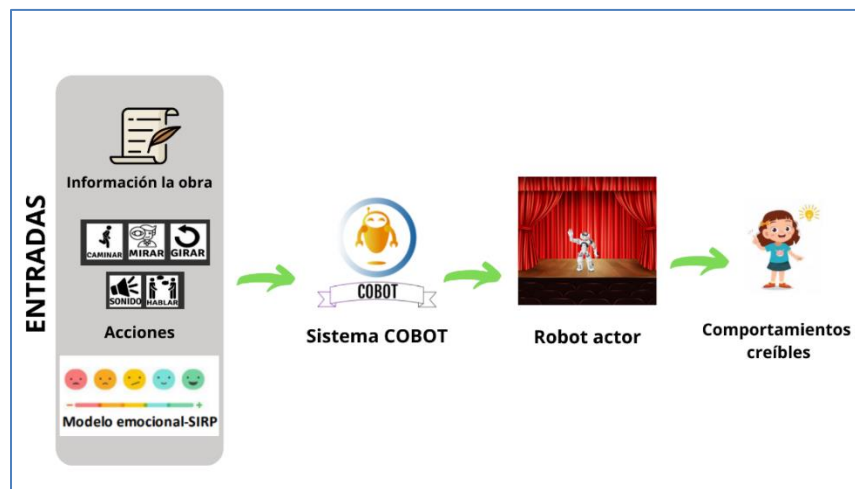 ENTRADAS
Información la obra
CAMINAR
MIRAR
GIRAR
SONIDO
HABLAR
Acciones
- +
Modelo emocional-SIRP
COBOT
Sistema COBOT
Robot actor
Comportamientos
creíbles